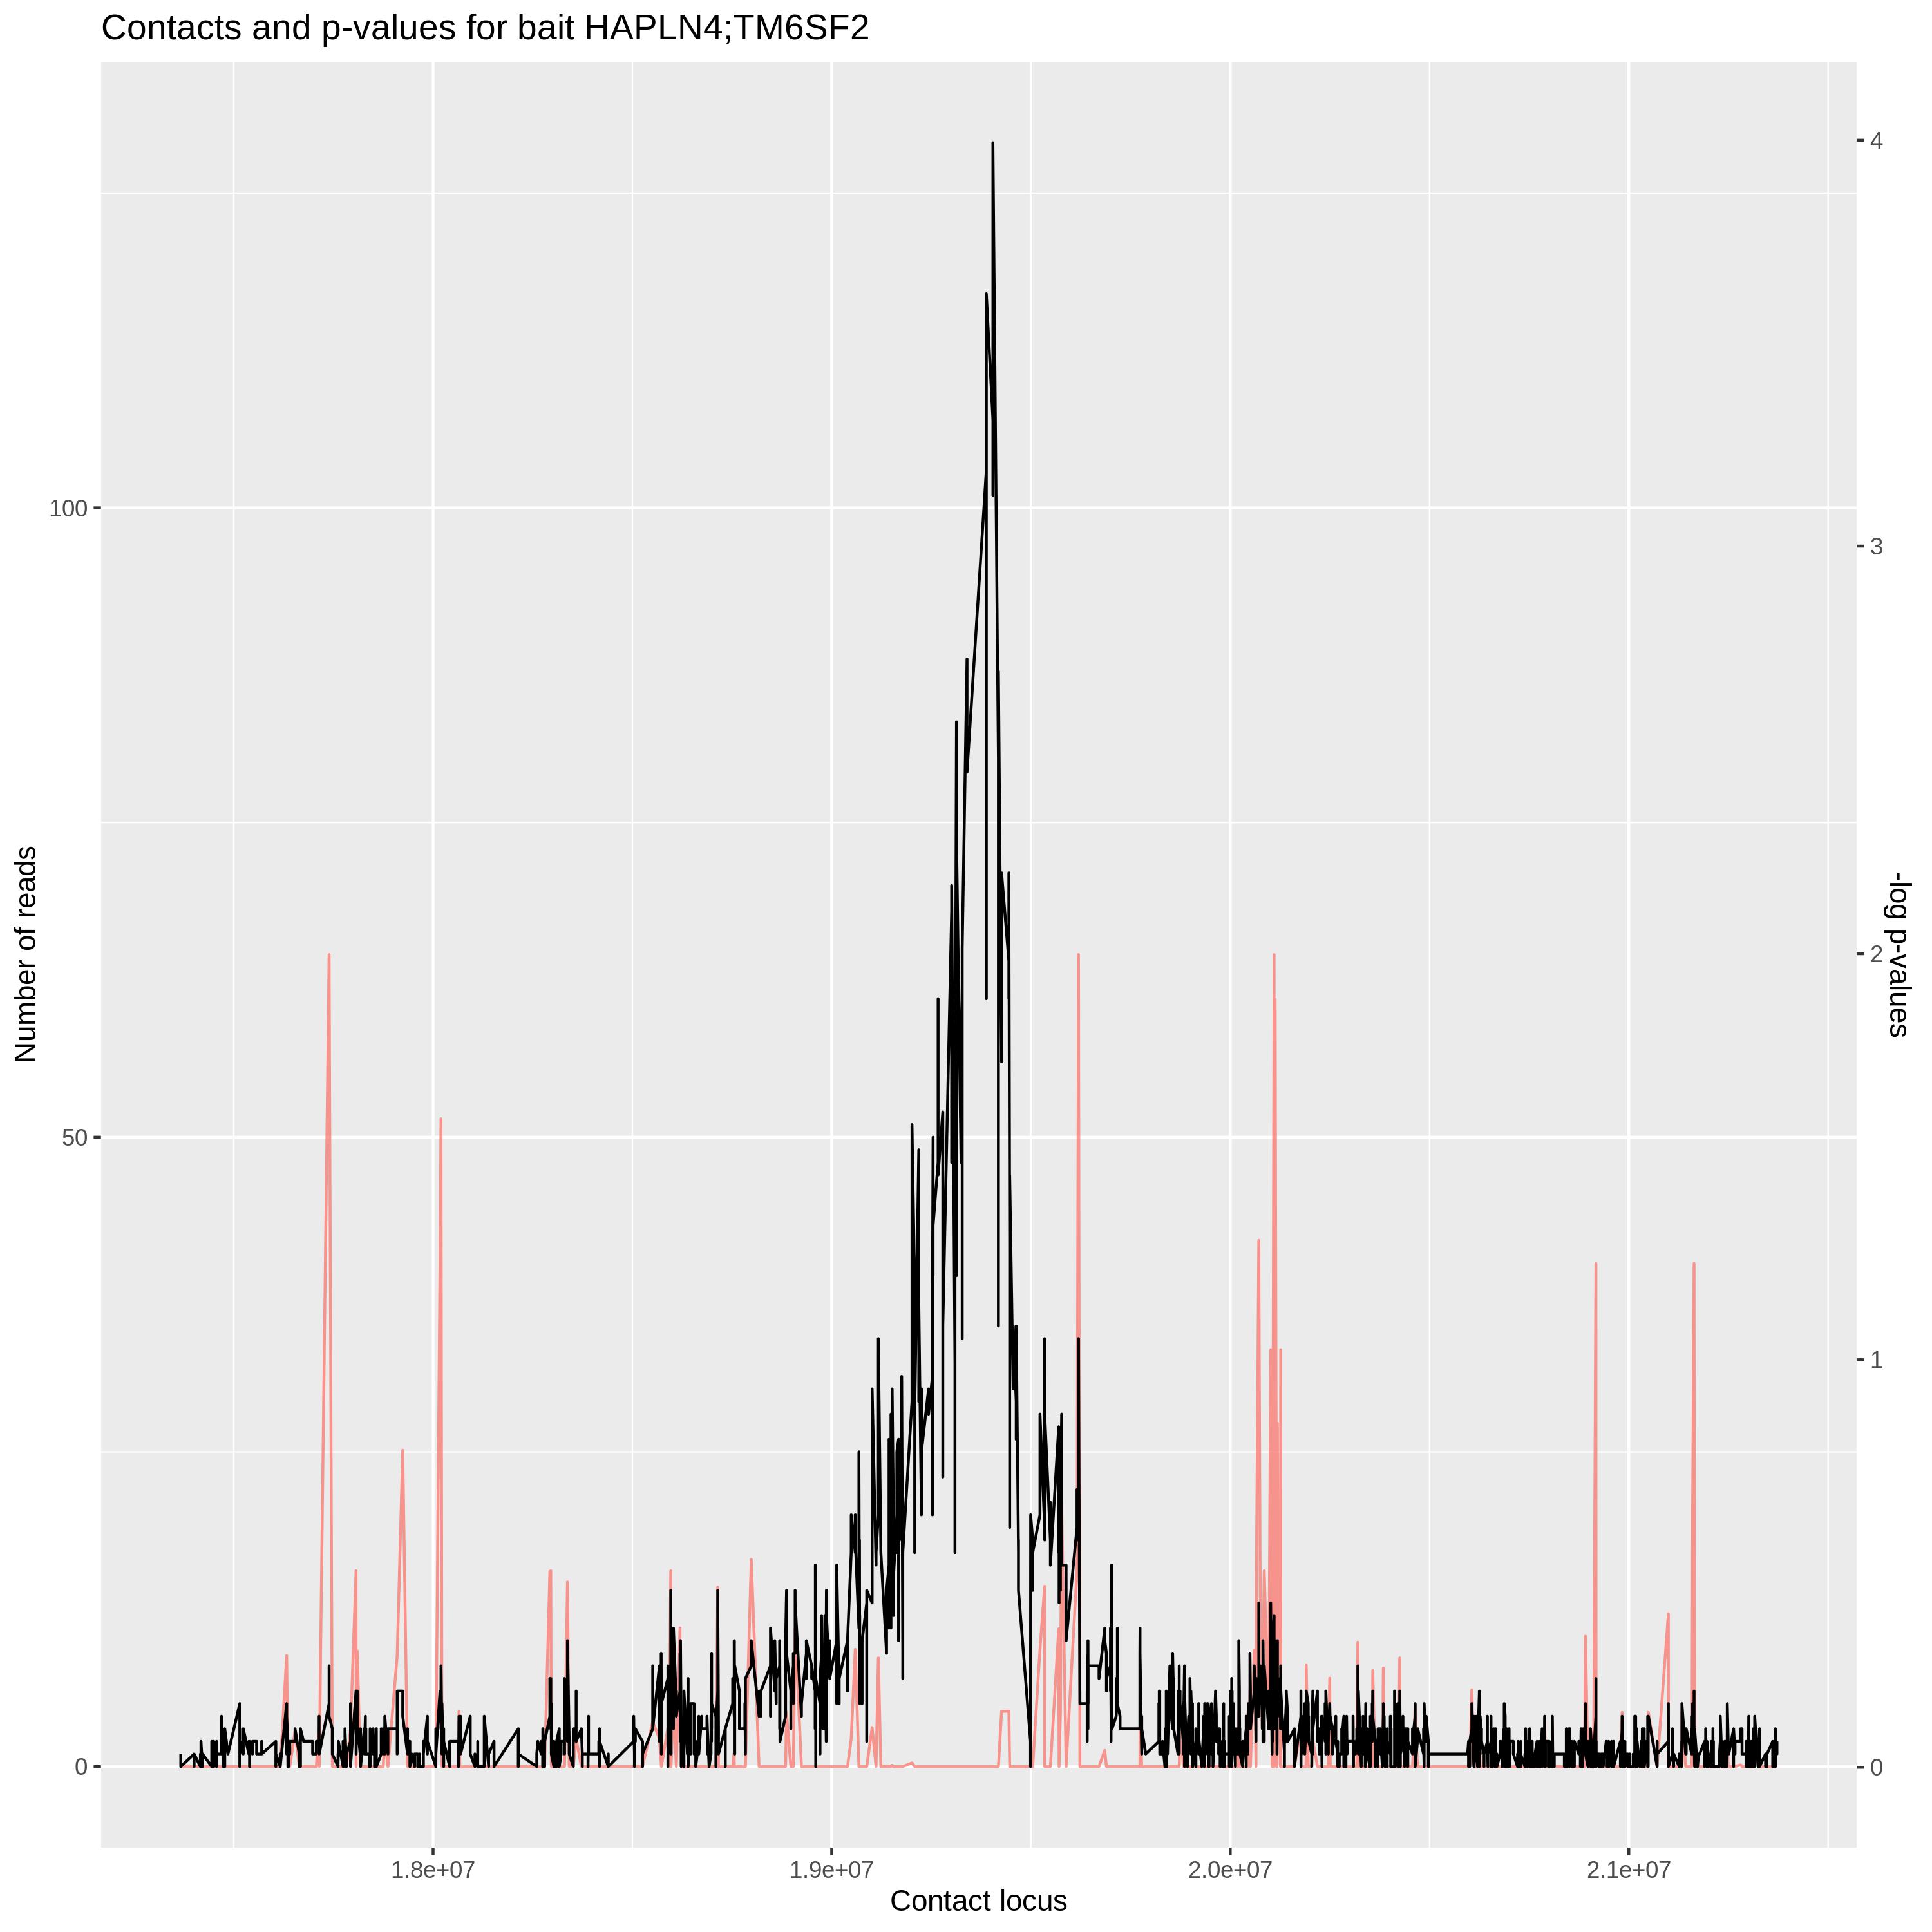 Contacts and p-values for bait HAPLN4;TM6SF2
Number of reads
100
50
0
4
3
2
1
0
-log p-values
1.8e+07
1.9e+07
2.0e+07
2.1e+07
Contact locus